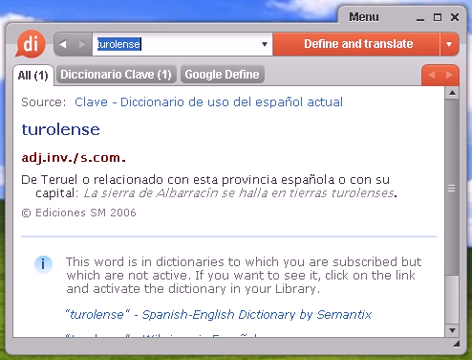 Menu
di
turolense
Define and translate
All (1)
Diccionario Clave (1)
Google Define
Source: Clave - Diccionario de uso del español actual
turolense
adj.inv./s.com.
De Teruel o relacionado con esta provincia española o con su
capital: La sierra de Albarracín se halla en tierras turolenses.
© Ediciones SM 2006
i
This word is in dictionaries to which you are subscribed but
which are not active. If you want to see it, click on the link
and activate the dictionary in your Library.
"turolense" - Spanish-English Dictionary by Semantix